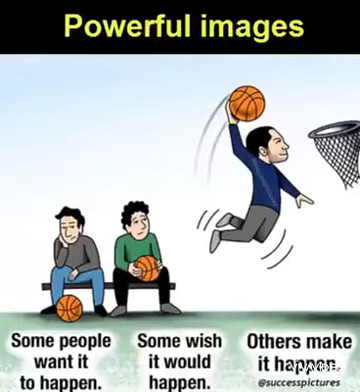 Powerful images
Some people
want it
to happen.
Some wish
it would
happen.
Others make
it happen.
@successpictures